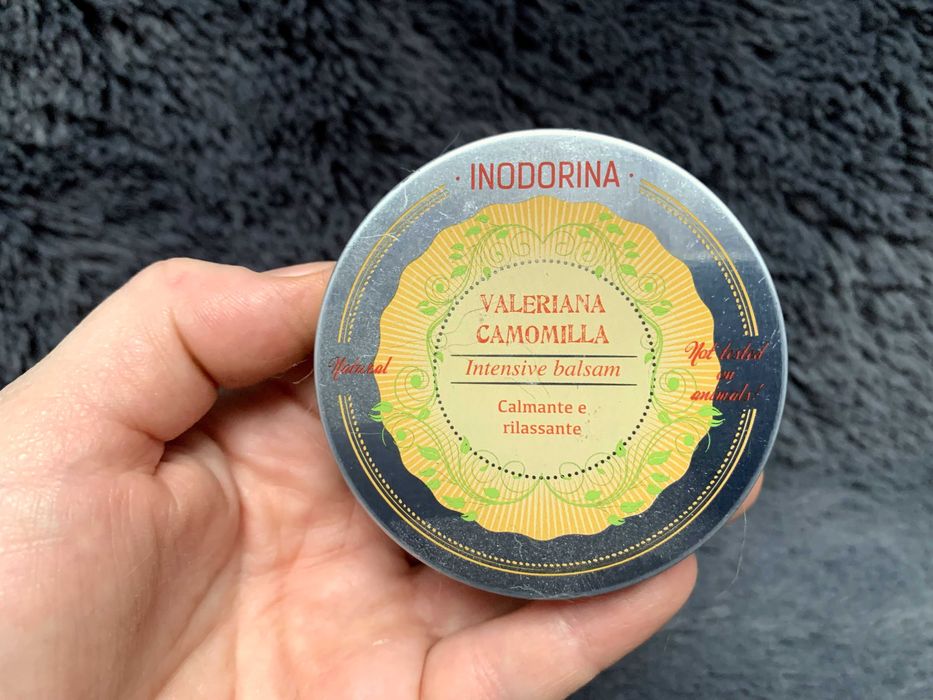 · INODORINA ·
VALERIANA
CAMOMILLA
Intensive balsam
Calmante e
rilassante
Natural
Not tested
on
animals!